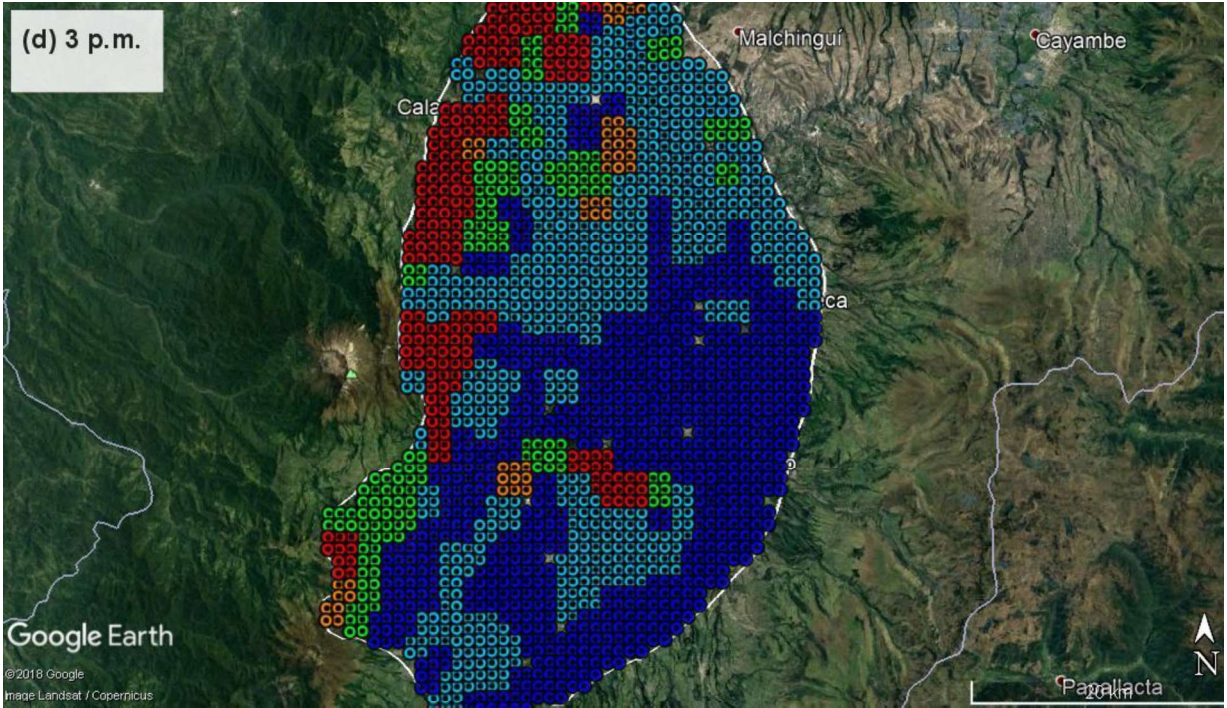 (d) 3 p.m.
Malchinguí
Cayambe
Cala
ca
o
Google Earth
©2018 Google
Image Landsat / Copernicus
N
Papallacta
20 km